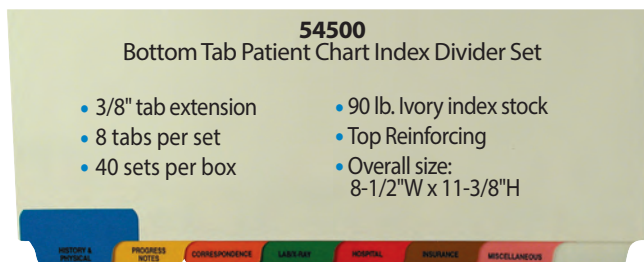 54500
Bottom Tab Patient Chart Index Divider Set
• 3/8" tab extension
• 8 tabs per set
• 40 sets per box
• 90 lb. Ivory index stock
• Top Reinforcing
• Overall size:
8-1/2"W x 11-3/8"H
HISTORY &
PHYSICAL
PROGRESS
NOTES
CORRESPONDENCE
LAB/X-RAY
HOSPITAL
INSURANCE
MISCELLANEOUS